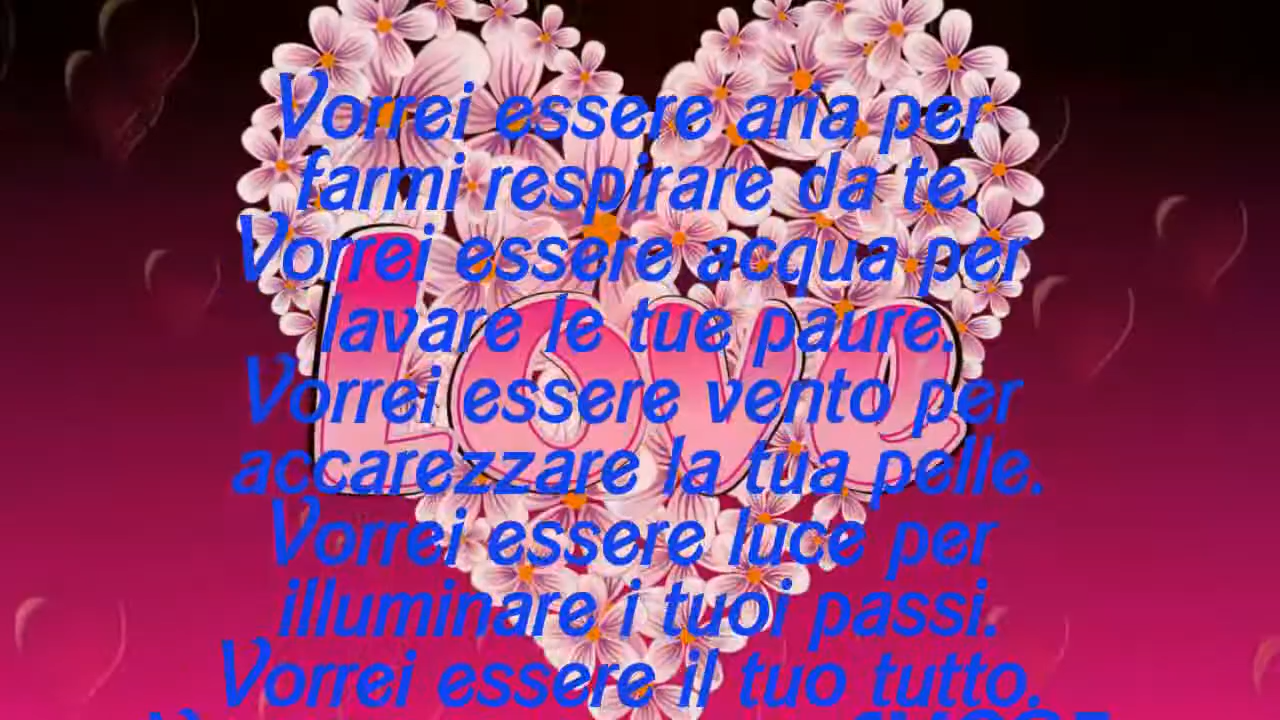 Vorrei essere aria per
farmi respirare da te.
Vorrei essere acqua per
lavare le tue paure.
Vorrei essere vento per
accarezzare la tua pelle.
Vorrei essere luce per
illuminare i tuoi passi.
Vorrei essere il tuo tutto.
Love